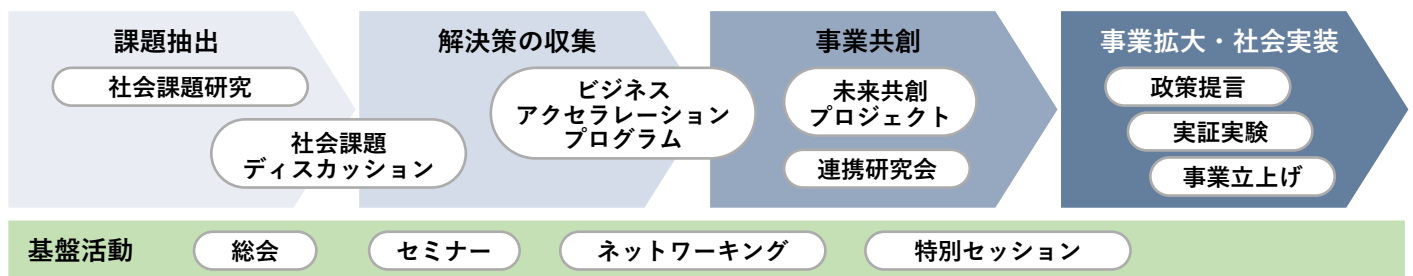 課題抽出
社会課題研究
社会課題
ディスカッション
解決策の収集
ビジネス
アクセラレーション
プログラム
事業共創
未来共創
プロジェクト
連携研究会
事業拡大・社会実装
政策提言
実証実験
事業立上げ
基盤活動
総会
セミナー
ネットワーキング
特別セッション